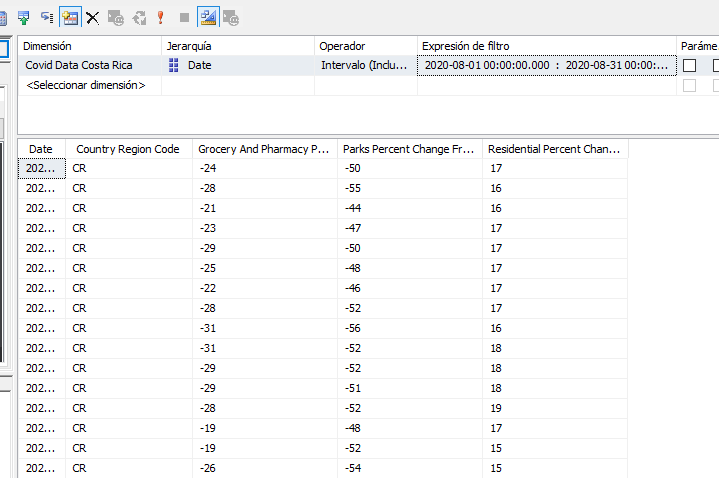 Dimensión Jerarquía Operador Expresión de filtro Paráme
Covid Data Costa Rica Date Intervalo (Inclu... 2020-08-01 00:00:00.000 : 2020-08-31 00:00:...
<Seleccionar dimensión>
Date Country Region Code Grocery And Pharmacy P... Parks Percent Change Fr... Residential Percent Chan...
202... CR -24 -50 17
202... CR -28 -55 16
202... CR -21 -44 16
202... CR -23 -47 17
202... CR -29 -50 17
202... CR -25 -48 17
202... CR -22 -46 17
202... CR -28 -52 17
202... CR -31 -56 16
202... CR -31 -52 18
202... CR -29 -52 18
202... CR -29 -51 18
202... CR -28 -52 19
202... CR -19 -48 17
202... CR -19 -52 15
202... CR -26 -54 15